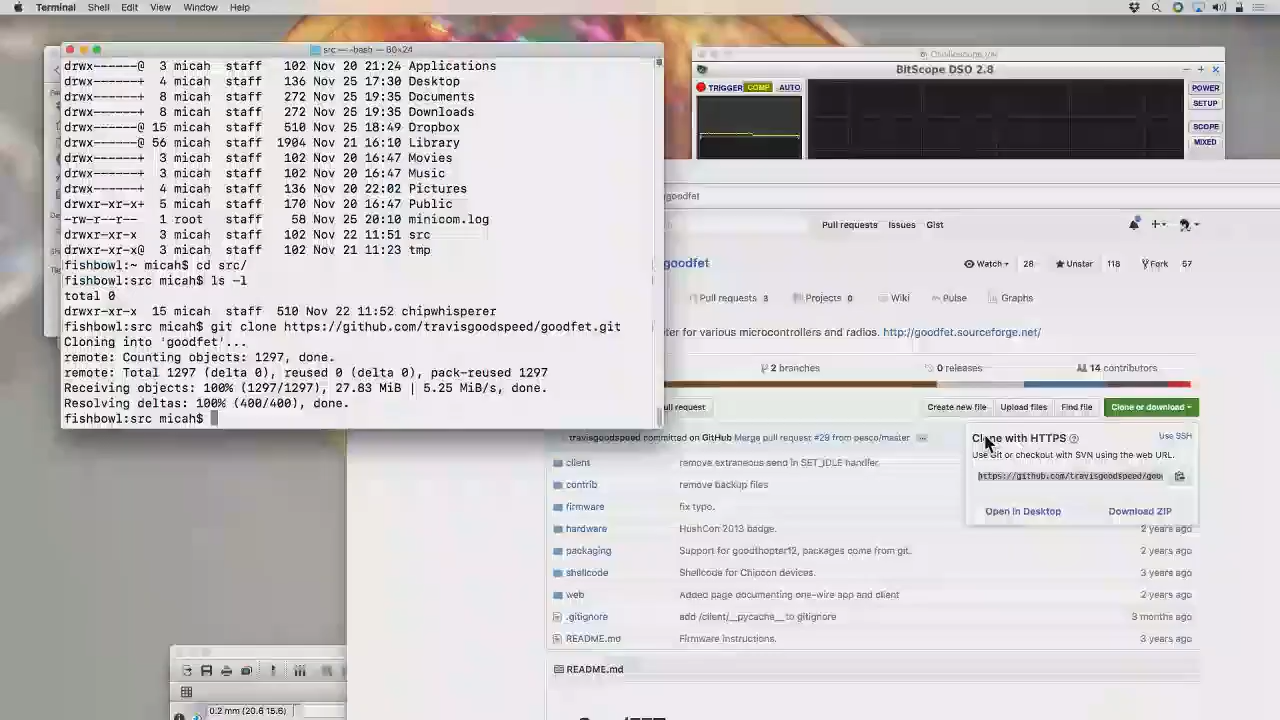 Terminal Shell Edit View Window Help
src — -bash — 80×24
drwx------@ 3 micah staff 102 Nov 20 21:24 Applications
drwx------+ 4 micah staff 136 Nov 25 17:30 Desktop
drwx------+ 8 micah staff 272 Nov 25 19:35 Documents
drwx------+ 8 micah staff 272 Nov 25 19:35 Downloads
drwx------@ 15 micah staff 510 Nov 25 18:49 Dropbox
drwx------@ 56 micah staff 1904 Nov 21 16:10 Library
drwx------+ 3 micah staff 102 Nov 20 16:47 Movies
drwx------+ 3 micah staff 102 Nov 20 16:47 Music
drwx------+ 4 micah staff 136 Nov 20 22:02 Pictures
drwxr-xr-x+ 5 micah staff 170 Nov 20 16:47 Public
-rw-r--r-- 1 root staff 58 Nov 25 20:10 minicom.log
drwxr-xr-x 3 micah staff 102 Nov 22 11:51 src
drwxr-xr-x@ 3 micah staff 102 Nov 21 11:23 tmp
fishbowl:~ micah$ cd src/
fishbowl:src micah$ ls -l
total 0
drwxr-xr-x 15 micah staff 510 Nov 22 11:52 chipwhisperer
fishbowl:src micah$ git clone https://github.com/travisgoodspeed/goodfet.git
Cloning into 'goodfet'...
remote: Counting objects: 1297, done.
remote: Total 1297 (delta 0), reused 0 (delta 0), pack-reused 1297
Receiving objects: 100% (1297/1297), 27.83 MiB | 5.25 MiB/s, done.
Resolving deltas: 100% (400/400), done.
fishbowl:src micah$
BitScope DSO 2.8
TRIGGER COMP AUTO
POWER
SETUP
SCOPE
MIXED
goodfet
Pull requests Issues Gist
goodfet
Watch 28 Unstar 118 Fork 57
Pull requests 3 Projects 0 Wiki Pulse Graphs
ter for various microcontrollers and radios. http://goodfet.sourceforge.net/
2 branches 0 releases 14 contributors
ull request Create new file Upload files Find file Clone or download
travisgoodspeed committed on GitHub Merge pull request #29 from pesco/master ...
Clone with HTTPS Use SSH
Use Git or checkout with SVN using the web URL.
https://github.com/travisgoodspeed/goo
Open in Desktop Download ZIP
client remove extraneous send in SET_IDLE handler.
contrib remove backup files
firmware fix typo.
hardware HushCon 2013 badge. 2 years ago
packaging Support for goodthopter12, packages come from git. 2 years ago
shellcode Shellcode for Chipcon devices. 3 years ago
web Added page documenting one-wire app and client 2 years ago
.gitignore add /client/__pycache__ to gitignore 3 months ago
README.md Firmware instructions. 3 years ago
README.md
0.2 mm (20.6 15.6)